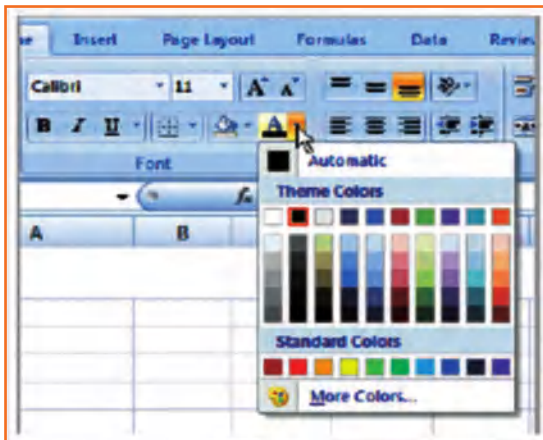 Insert Page Layout Formulas Data
Calibri 11 A A
B I U A
Font
Automatic
Theme Colors
A B
Standard Colors
More Colors...